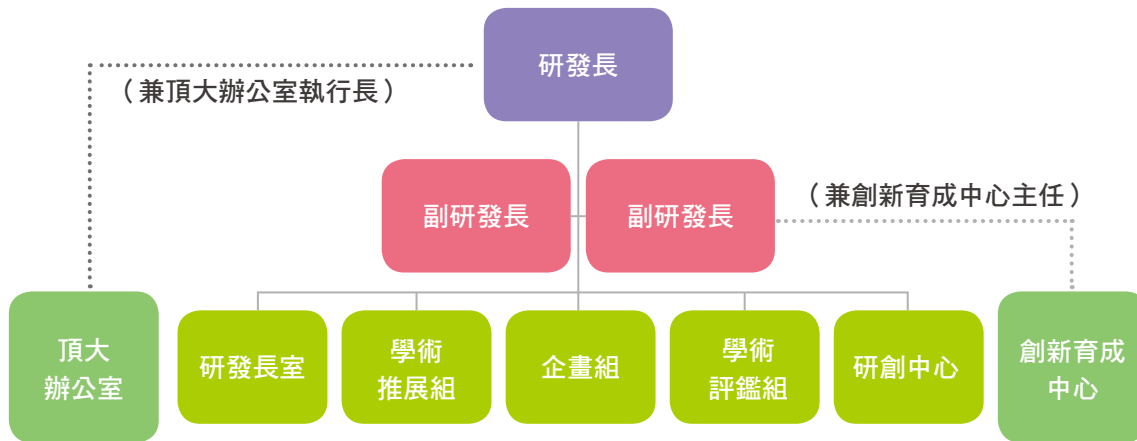 研發長
（兼頂大辦公室執行長）
副研發長
副研發長
（兼創新育成中心主任）
頂大
辦公室
研發長室
學術
推展組
企畫組
學術
評鑑組
研創中心
創新育成
中心